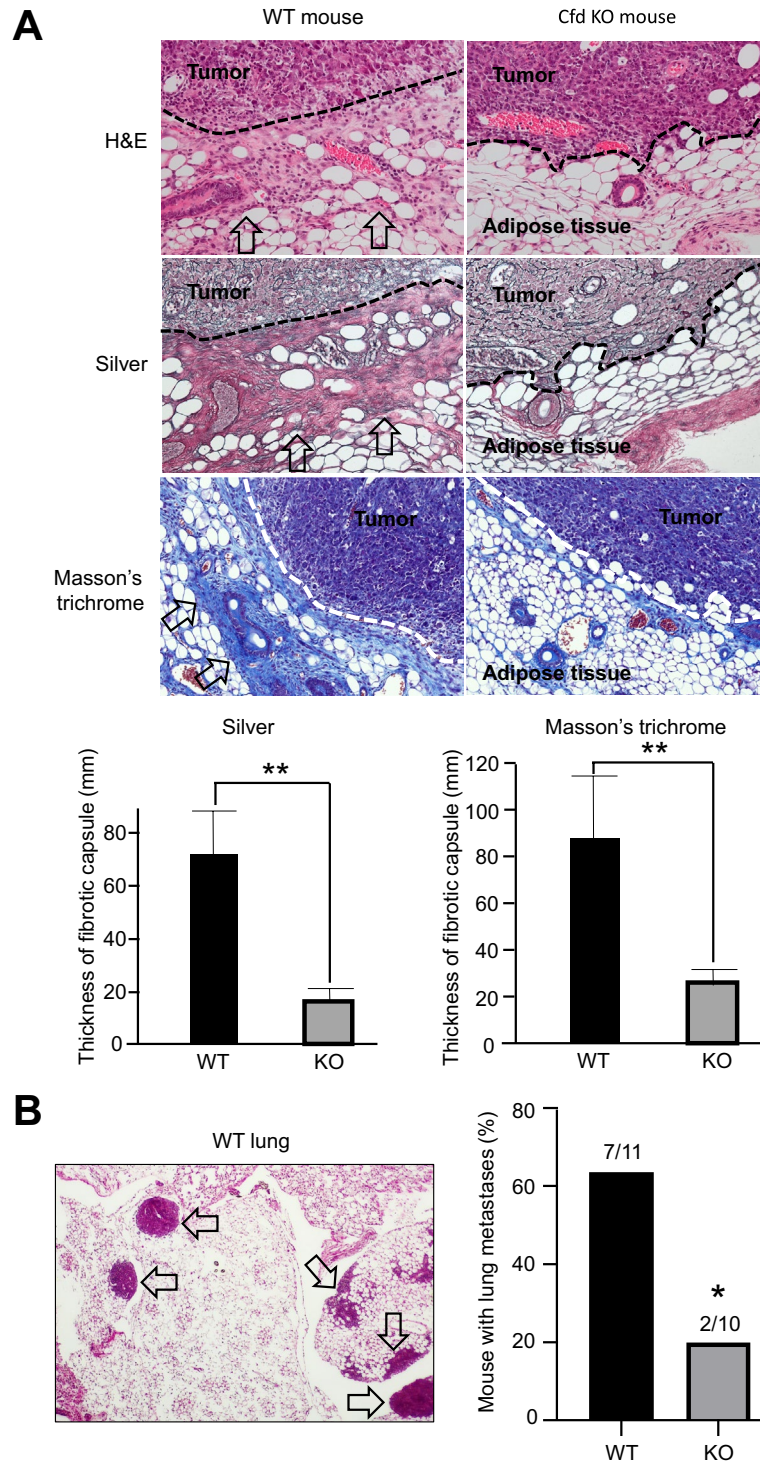 A
WT mouse
Cfd KO mouse
H&E
Tumor
Tumor
Adipose tissue
Silver
Tumor
Tumor
Adipose tissue
Masson's
trichrome
Tumor
Tumor
Adipose tissue
Silver
Thickness of fibrotic capsule (mm)
**
80
60
40
20
0
WT
KO
Masson's trichrome
Thickness of fibrotic capsule (mm)
**
120
100
80
60
40
20
0
WT
KO
B
WT lung
Mouse with lung metastases (%)
80
60
40
20
0
7/11
*
2/10
WT
KO